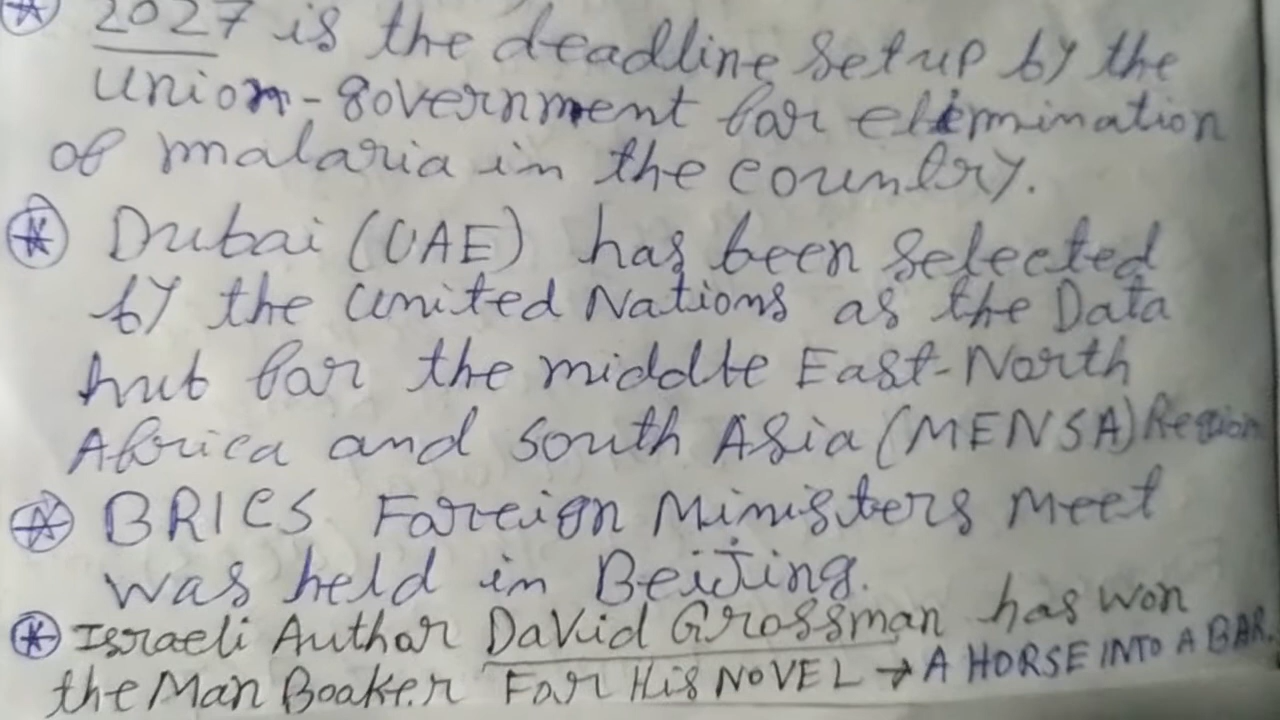 2027 is the deadline setup by the
union-government for elimination
of malaria in the country.
Dubai (UAE) has been selected
by the United Nations as the Data
hub for the middle East-North
Africa and South Asia (MENSA) Region
BRICS Foreign Ministers Meet
was held in Beijing.
Israeli Author David Grossman has won
the Man Booker For His NOVEL → A HORSE INTO A BAR.